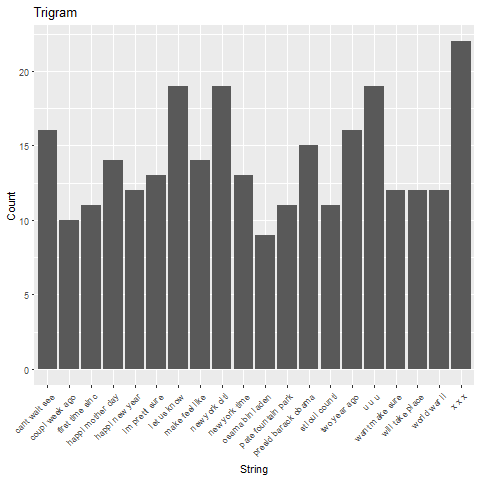 Trigram
Count
20
15
10
5
0
cant wait see
coupl week ago
first time sinc
happi mother day
happi new year
im pretti sure
let us know
make feel like
new york citi
new york time
osama bin laden
pate fountain park
presid barack obama
st loui counti
two year ago
u u u
want make sure
will take place
world war ii
x x x
String